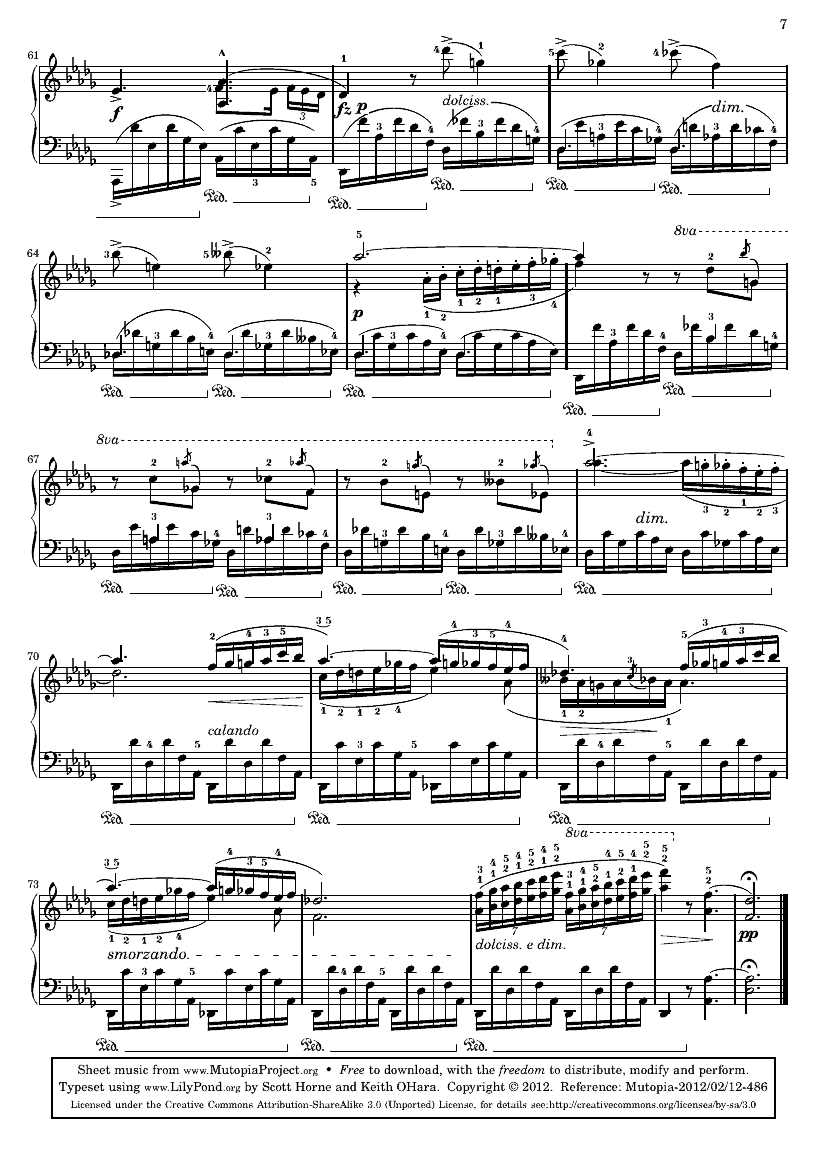 7
61
f
fz p
dolciss.
dim.
64
p
8va
67
8va
dim.
70
calando
73
smorzando.
8va
dolciss. e dim.
pp
Sheet music from www.MutopiaProject.org • Free to download, with the freedom to distribute, modify and perform.
Typeset using www.LilyPond.org by Scott Horne and Keith OHara. Copyright © 2012. Reference: Mutopia-2012/02/12-486
Licensed under the Creative Commons Attribution-ShareAlike 3.0 (Unported) License, for details see:http://creativecommons.org/licenses/by-sa/3.0